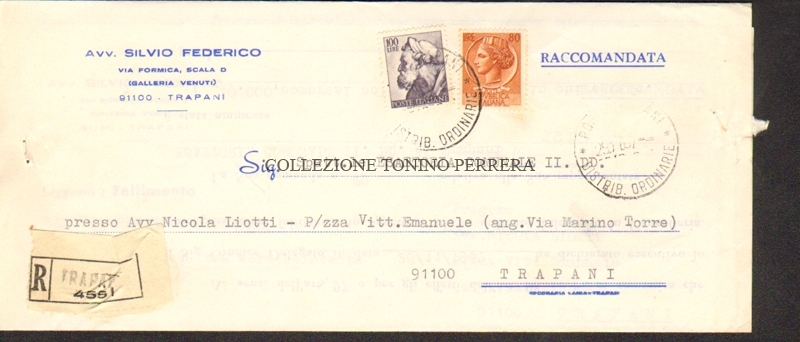 Avv. SILVIO FEDERICO
VIA FORMICA, SCALA D
(GALLERIA VENUTI)
91100 - TRAPANI
100
LIRE
POSTE ITALIANE
LIRE 80
RACCOMANDATA
DISTRIB. ORDINARIE
DISTRIB. ORDINARIE
Sig.
II. DD.
COLLEZIONE TONINO PERRERA
presso Avv Nicola Liotti - P/zza Vitt.Emanuele (ang.Via Marino Torre)
91100 TRAPANI
R TRAPANI
4551